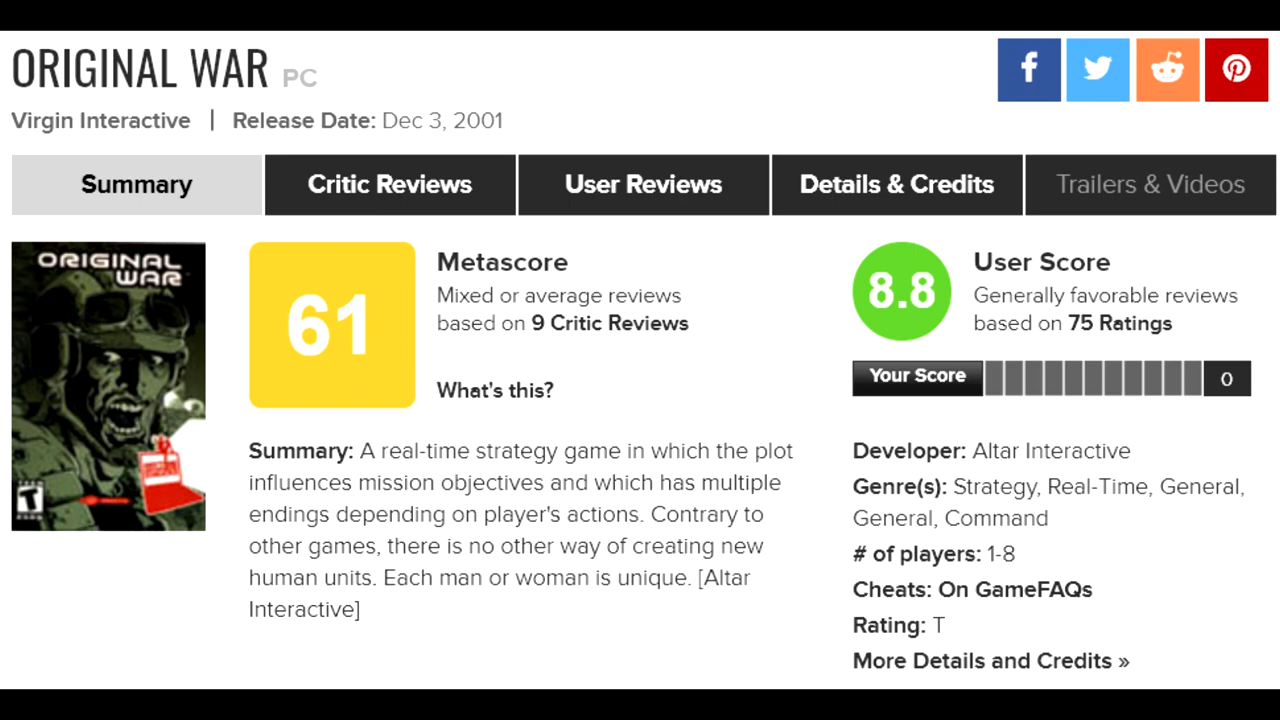 ORIGINAL WAR PC
Virgin Interactive | Release Date: Dec 3, 2001
Summary
Critic Reviews
User Reviews
Details & Credits
Trailers & Videos
ORIGINAL
WAR
T
61
Metascore
Mixed or average reviews
based on 9 Critic Reviews
What's this?
Summary: A real-time strategy game in which the plot
influences mission objectives and which has multiple
endings depending on player's actions. Contrary to
other games, there is no other way of creating new
human units. Each man or woman is unique. [Altar
Interactive]
8.8
User Score
Generally favorable reviews
based on 75 Ratings
Your Score
0
Developer: Altar Interactive
Genre(s): Strategy, Real-Time, General,
General, Command
# of players: 1-8
Cheats: On GameFAQs
Rating: T
More Details and Credits »